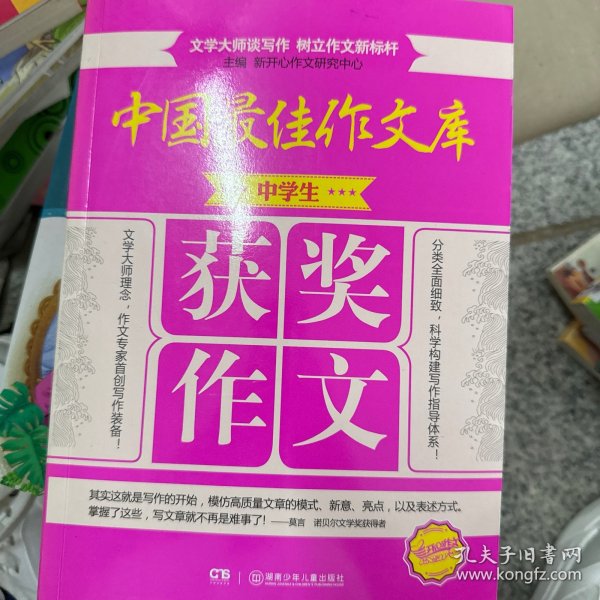 文学大师谈写作 树立作文新标杆
主编 新开心作文研究中心
中国最佳作文库
中学生
获奖
作文
文学大师理念，作文专家首创写作装备！
分类全面细致，科学构建写作指导体系！
其实这就是写作的开始，模仿高质量文章的模式、新意、亮点，以及表述方式。
掌握了这些，写文章就不再是难事了！——莫言 诺贝尔文学奖获得者
湖南少年儿童出版社
孔夫子旧书网
www.kongfz.com